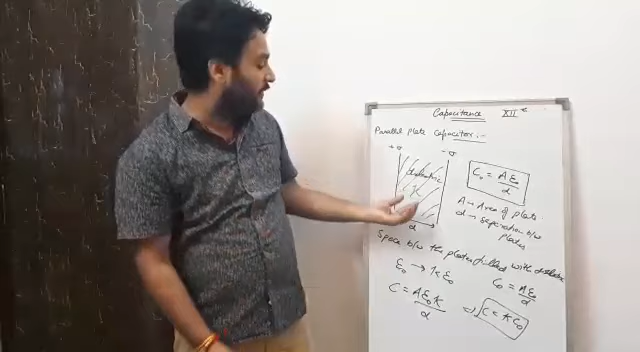 Capacitance XII
Parallel plate Capacitor :-
+σ -σ
dielectric
K
d
C₀ = Aε₀/d
A → Area of plate
d → separation b/w
plates
Space b/w the plates filled with dielectric
ε₀ → Kε₀
C₀ = Aε₀/d
C = Aε₀K/d
⇒ C = KC₀